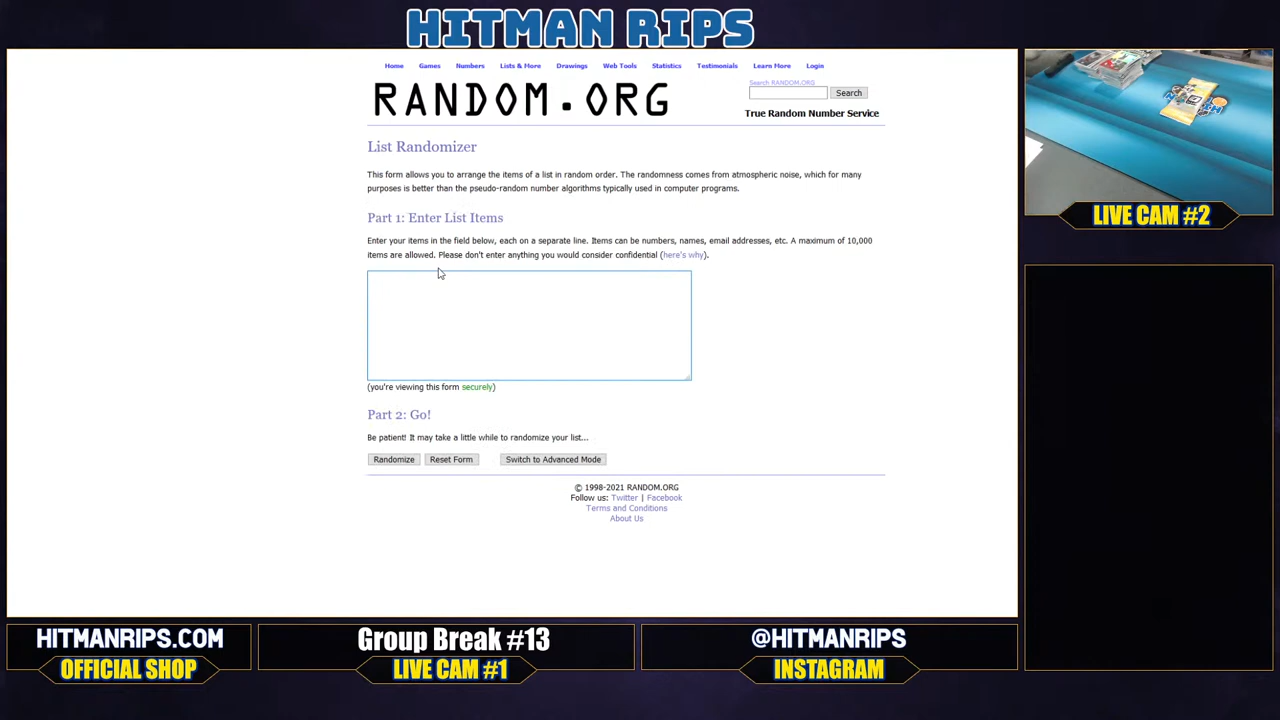 HITMAN RIPS
Home Games Numbers Lists & More Drawings Web Tools Statistics Testimonials Learn More Login
RANDOM.ORG
Search RANDOM.ORG
Search
True Random Number Service
List Randomizer
This form allows you to arrange the items of a list in random order. The randomness comes from atmospheric noise, which for many
purposes is better than the pseudo-random number algorithms typically used in computer programs.
Part 1: Enter List Items
Enter your items in the field below, each on a separate line. Items can be numbers, names, email addresses, etc. A maximum of 10,000
items are allowed. Please don't enter anything you would consider confidential (here's why).
(you're viewing this form securely)
Part 2: Go!
Be patient! It may take a little while to randomize your list...
Randomize Reset Form Switch to Advanced Mode
© 1998-2021 RANDOM.ORG
Follow us: Twitter | Facebook
Terms and Conditions
About Us
LIVE CAM #2
HITMANRIPS.COM
OFFICIAL SHOP
Group Break #13
LIVE CAM #1
@HITMANRIPS
INSTAGRAM